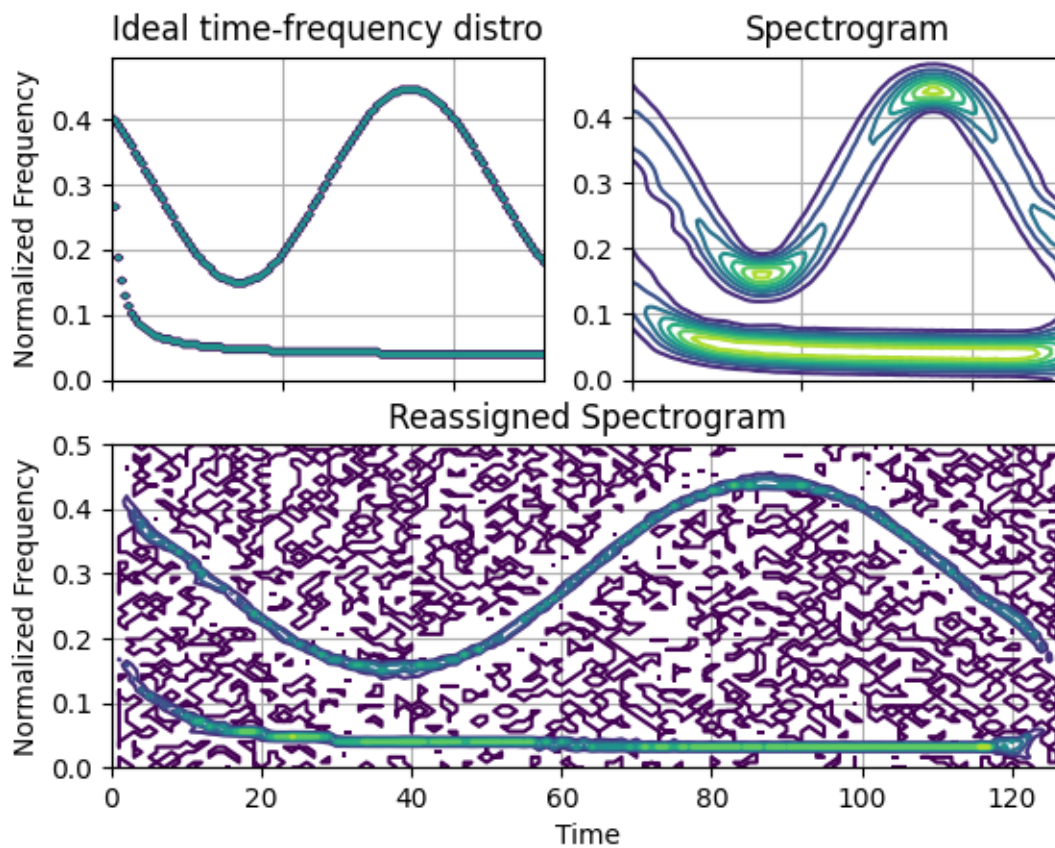 Ideal time-frequency distro
Spectrogram
Normalized Frequency
0.4
0.3
0.2
0.1
0.0
0.4
0.3
0.2
0.1
0.0
Reassigned Spectrogram
Normalized Frequency
0.5
0.4
0.3
0.2
0.1
0.0
0 20 40 60 80 100 120
Time